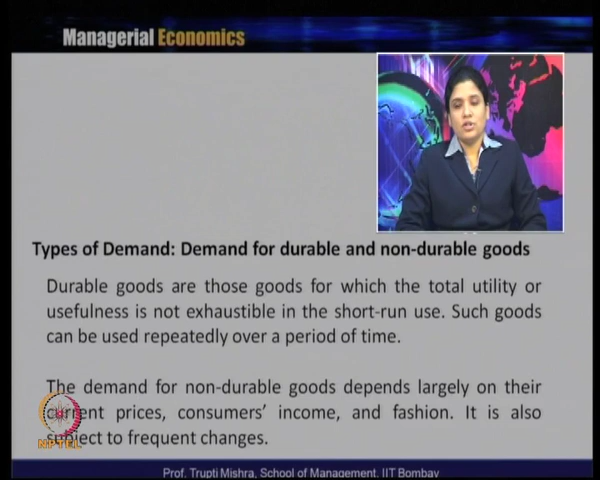 Managerial Economics
Types of Demand: Demand for durable and non-durable goods
Durable goods are those goods for which the total utility or
usefulness is not exhaustible in the short-run use. Such goods
can be used repeatedly over a period of time.
The demand for non-durable goods depends largely on their
current prices, consumers' income, and fashion. It is also
subject to frequent changes.
NPTEL
Prof. Trupti Mishra, School of Management, IIT Bombay